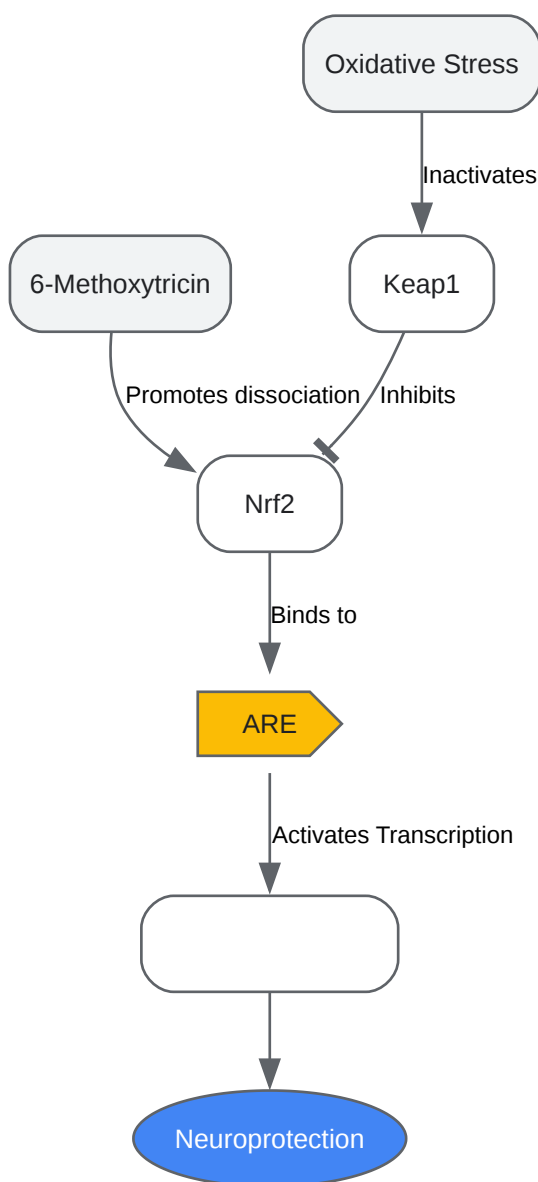 Oxidative Stress
Inactivates
6-Methoxytricin
Keap1
Promotes dissociation
Inhibits
Nrf2
Binds to
ARE
Activates Transcription
Neuroprotection